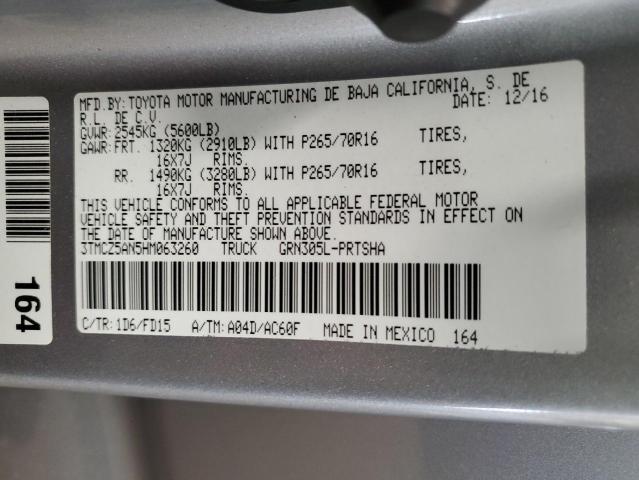 MFD.BY:TOYOTA MOTOR MANUFACTURING DE BAJA CALIFORNIA, S. DE
R.L. DE C.V. DATE: 12/16
GVWR:2545KG (5600LB)
GAWR:FRT. 1320KG (2910LB) WITH P265/70R16 TIRES,
16X7J RIMS.
RR. 1490KG (3280LB) WITH P265/70R16 TIRES,
16X7J RIMS.
THIS VEHICLE CONFORMS TO ALL APPLICABLE FEDERAL MOTOR
VEHICLE SAFETY AND THEFT PREVENTION STANDARDS IN EFFECT ON
THE DATE OF MANUFACTURE SHOWN ABOVE.
3TMCZ5AN5HM063260 TRUCK GRN305L-PRTSHA
C/TR:1D6/FD15 A/TM:A04D/AC60F MADE IN MEXICO 164
164